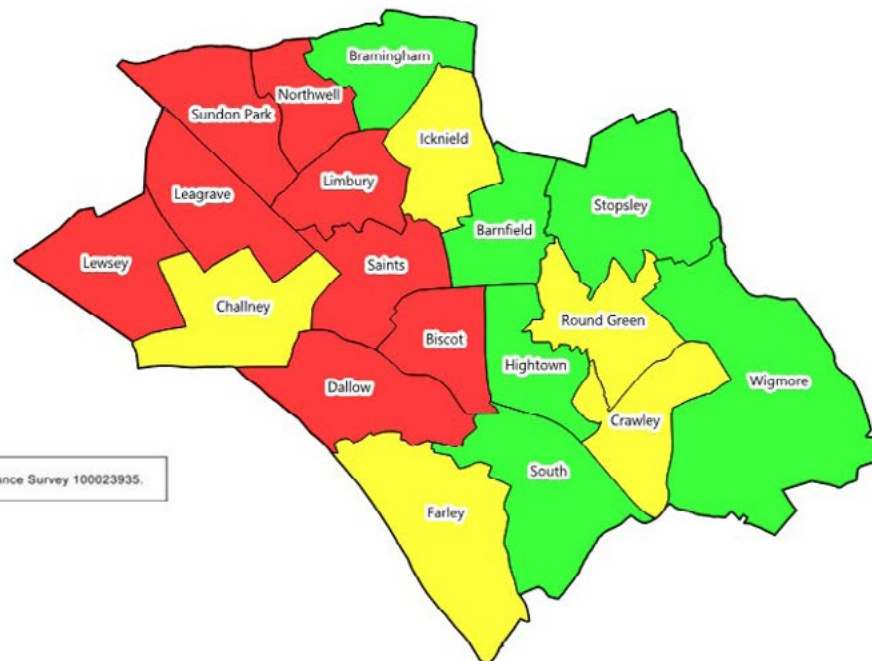 Bramingham
Northwell
Sundon Park
Icknield
Limbury
Leagrave
Stopsley
Barnfield
Lewsey
Saints
Challney
Round Green
Biscot
Hightown
Dallow
Wigmore
Crawley
South
nce Survey 100023935.
Farley